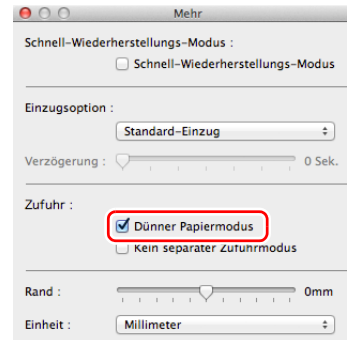 Mehr
Schnell-Wiederherstellungs-Modus :
Schnell-Wiederherstellungs-Modus
Einzugsoption :
Standard-Einzug
Verzögerung : 0 Sek.
Zufuhr :
Dünner Papiermodus
Kein separater Zufuhrmodus
Rand : 0mm
Einheit : Millimeter